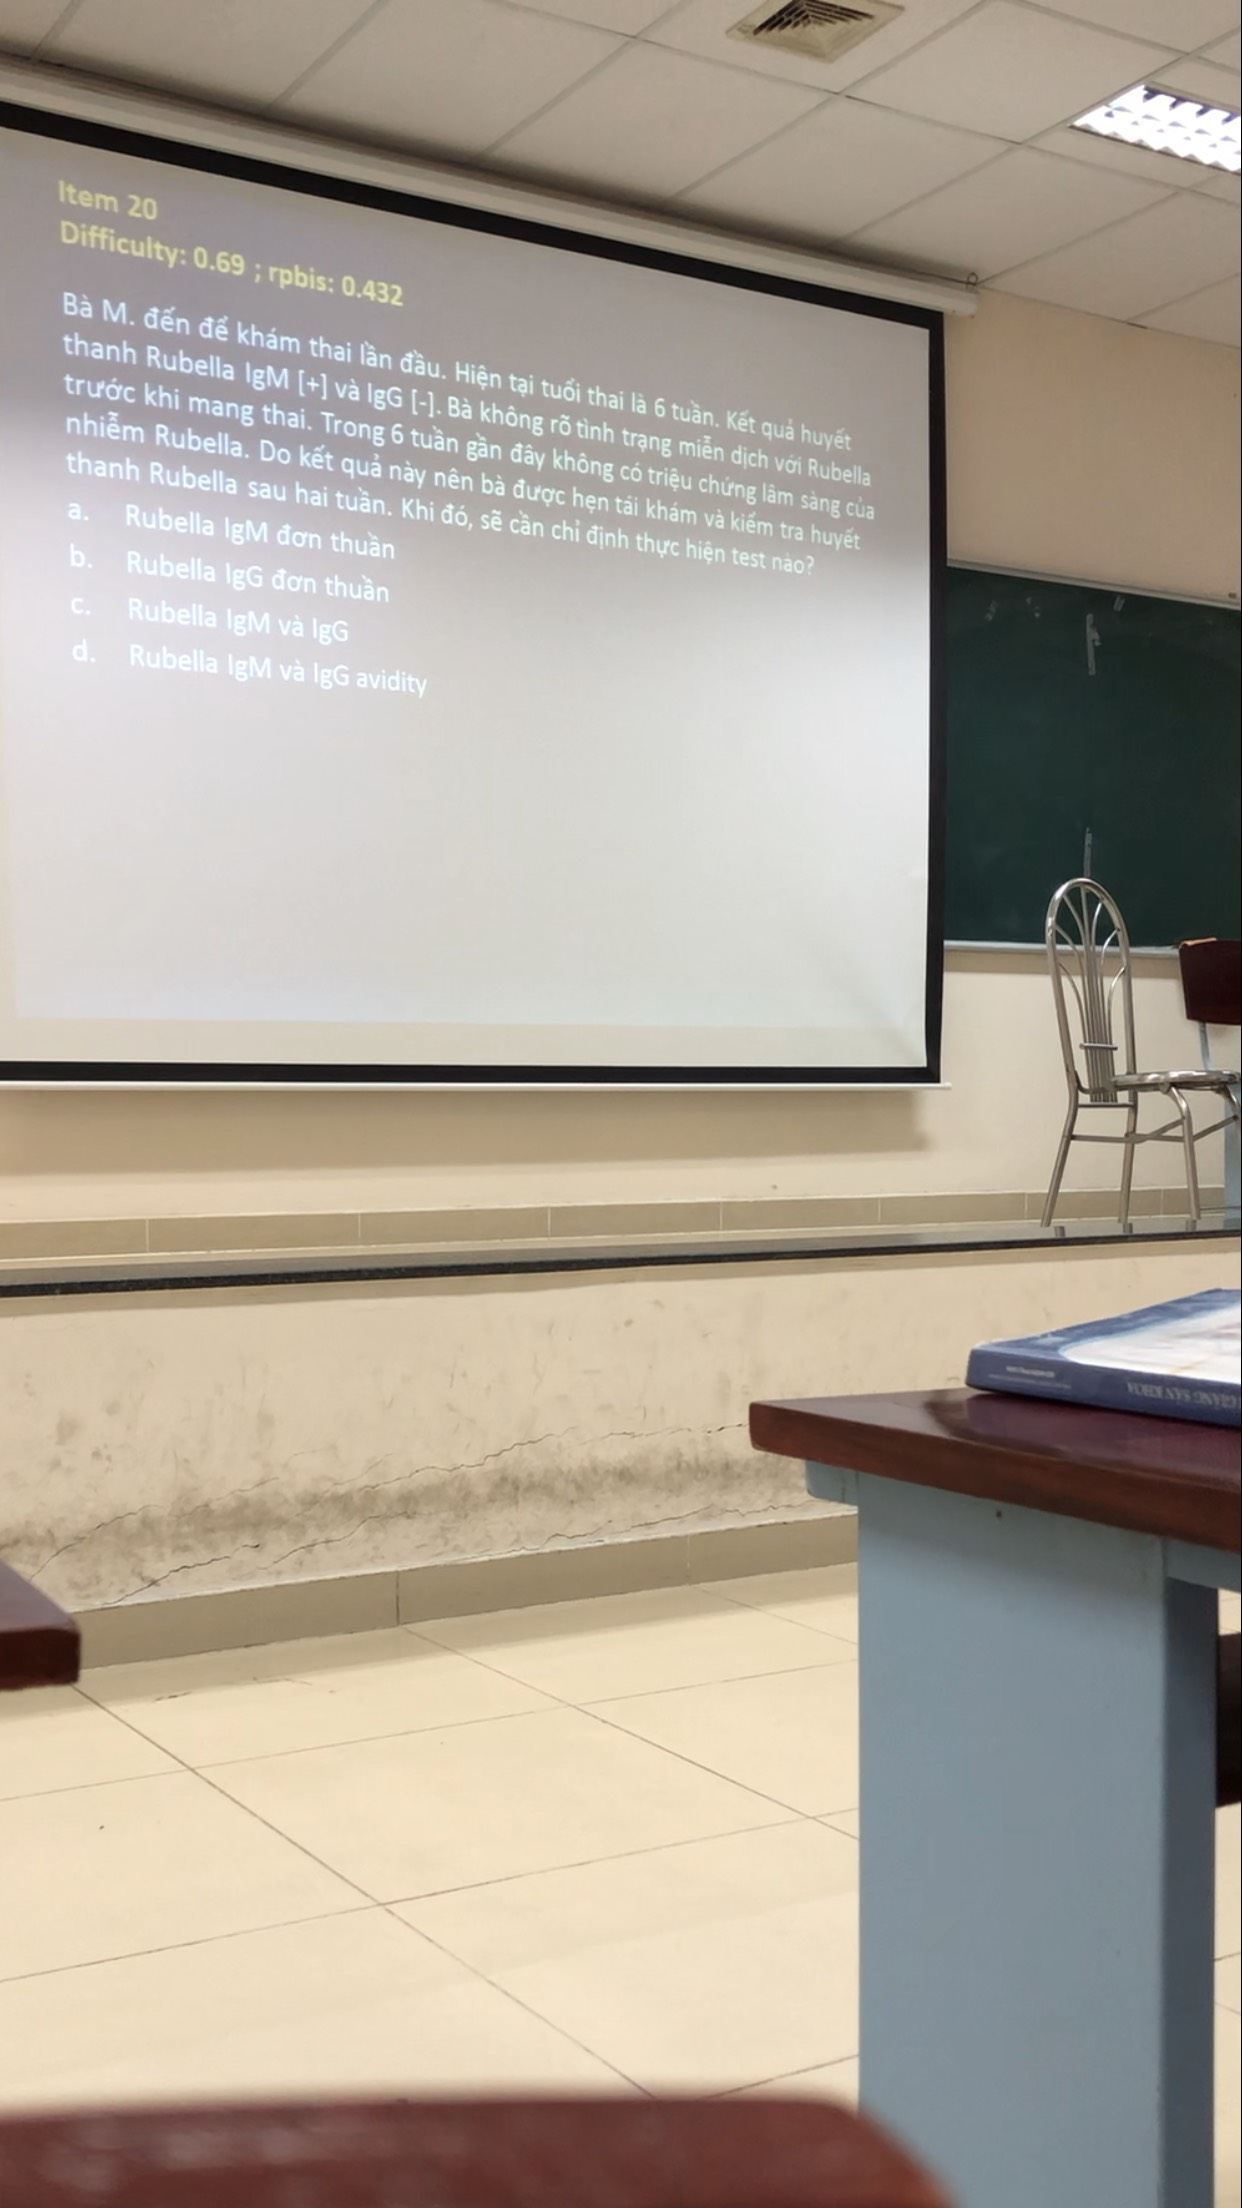 Item 20
Difficulty: 0.69 ; rpbis: 0.432
Bà M. đến để khám thai lần đầu. Hiện tại tuổi thai là 6 tuần. Kết quả huyết
thanh Rubella IgM [+] và IgG [-]. Bà không rõ tình trạng miễn dịch với Rubella
trước khi mang thai. Trong 6 tuần gần đây không có triệu chứng lâm sàng của
nhiễm Rubella. Do kết quả này nên bà được hẹn tái khám và kiểm tra huyết
thanh Rubella sau hai tuần. Khi đó, sẽ cần chỉ định thực hiện test nào?
a. Rubella IgM đơn thuần
b. Rubella IgG đơn thuần
c. Rubella IgM và IgG
d. Rubella IgM và IgG avidity
GIẢNG SẢN KHOA